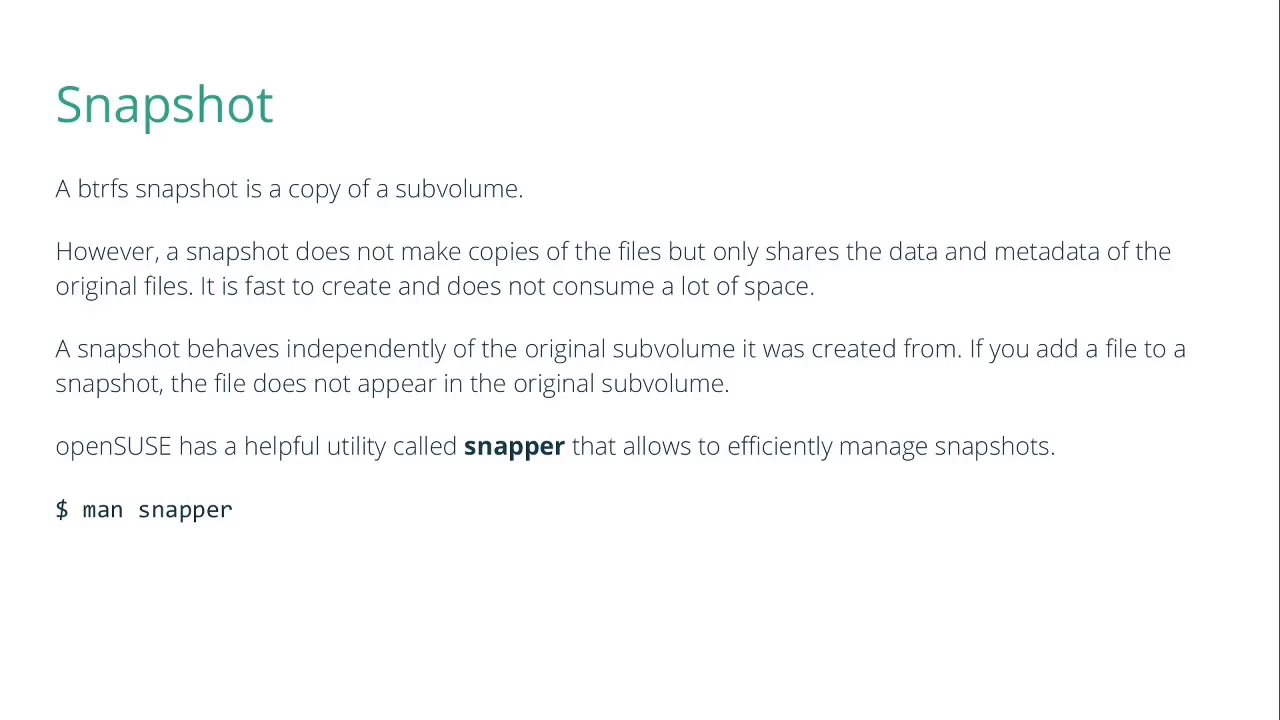 Snapshot
A btrfs snapshot is a copy of a subvolume.
However, a snapshot does not make copies of the files but only shares the data and metadata of the
original files. It is fast to create and does not consume a lot of space.
A snapshot behaves independently of the original subvolume it was created from. If you add a file to a
snapshot, the file does not appear in the original subvolume.
openSUSE has a helpful utility called snapper that allows to efficiently manage snapshots.
$ man snapper